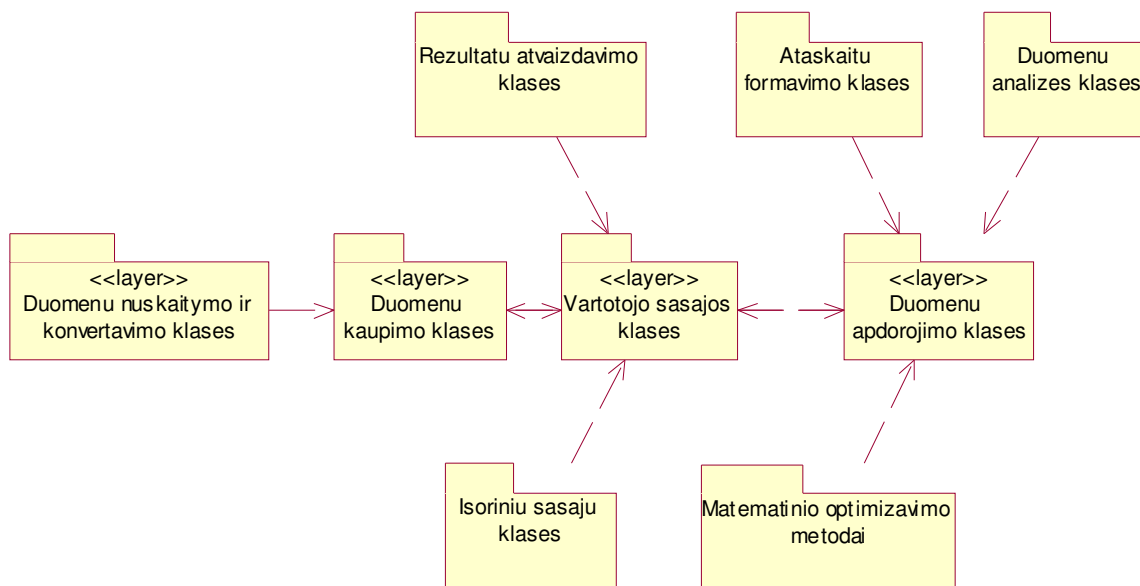 Rezultatu atvaizdavimo
klases
Ataskaitu
formavimo klases
Duomenu
analizes klases
<<layer>>
Duomenu nuskaitymo ir
konvertavimo klases
<<layer>>
Duomenu
kaupimo klases
<<layer>>
Vartotojo sasajos
klases
<<layer>>
Duomenu
apdorojimo klases
Isoriniu sasaju
klases
Matematinio optimizavimo
metodai